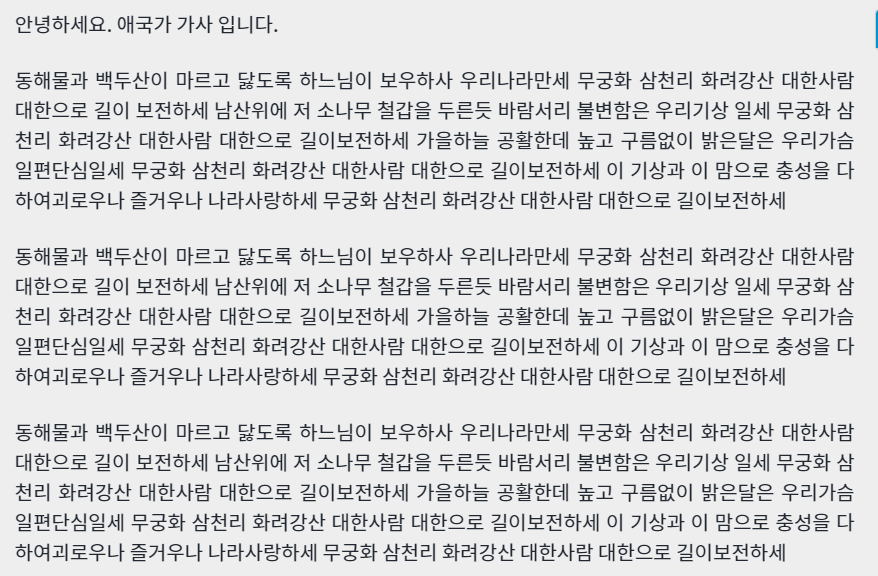 안녕하세요. 애국가 가사 입니다.
동해물과 백두산이 마르고 닳도록 하느님이 보우하사 우리나라만세 무궁화 삼천리 화려강산 대한사람
대한으로 길이 보전하세 남산위에 저 소나무 철갑을 두른듯 바람서리 불변함은 우리기상 일세 무궁화 삼
천리 화려강산 대한사람 대한으로 길이보전하세 가을하늘 공활한데 높고 구름없이 밝은달은 우리가슴
일편단심일세 무궁화 삼천리 화려강산 대한사람 대한으로 길이보전하세 이 기상과 이 맘으로 충성을 다
하여괴로우나 즐거우나 나라사랑하세 무궁화 삼천리 화려강산 대한사람 대한으로 길이보전하세
동해물과 백두산이 마르고 닳도록 하느님이 보우하사 우리나라만세 무궁화 삼천리 화려강산 대한사람
대한으로 길이 보전하세 남산위에 저 소나무 철갑을 두른듯 바람서리 불변함은 우리기상 일세 무궁화 삼
천리 화려강산 대한사람 대한으로 길이보전하세 가을하늘 공활한데 높고 구름없이 밝은달은 우리가슴
일편단심일세 무궁화 삼천리 화려강산 대한사람 대한으로 길이보전하세 이 기상과 이 맘으로 충성을 다
하여괴로우나 즐거우나 나라사랑하세 무궁화 삼천리 화려강산 대한사람 대한으로 길이보전하세
동해물과 백두산이 마르고 닳도록 하느님이 보우하사 우리나라만세 무궁화 삼천리 화려강산 대한사람
대한으로 길이 보전하세 남산위에 저 소나무 철갑을 두른듯 바람서리 불변함은 우리기상 일세 무궁화 삼
천리 화려강산 대한사람 대한으로 길이보전하세 가을하늘 공활한데 높고 구름없이 밝은달은 우리가슴
일편단심일세 무궁화 삼천리 화려강산 대한사람 대한으로 길이보전하세 이 기상과 이 맘으로 충성을 다
하여괴로우나 즐거우나 나라사랑하세 무궁화 삼천리 화려강산 대한사람 대한으로 길이보전하세